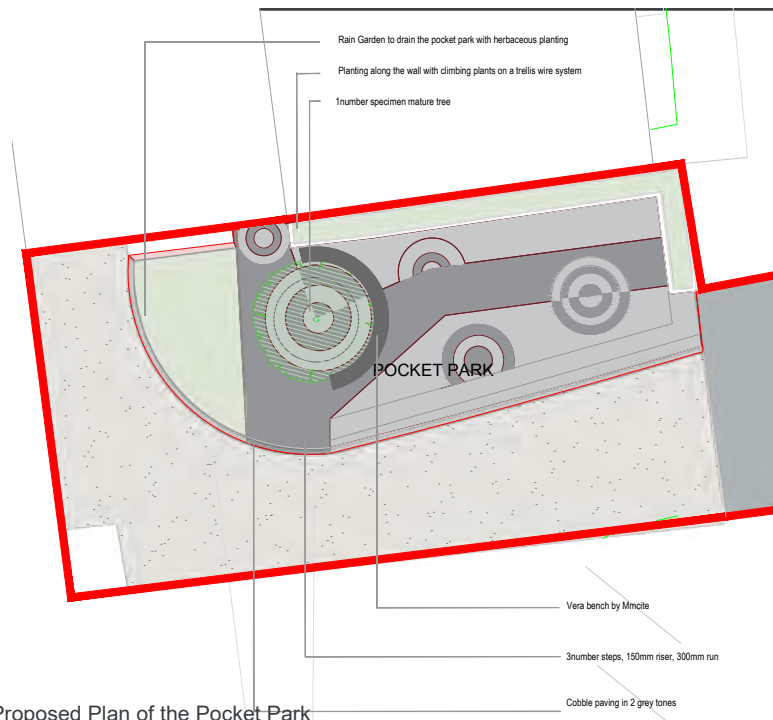 Rain Garden to drain the pocket park with herbaceous planting
Planting along the wall with climbing plants on a trellis wire system
1number specimen mature tree
POCKET PARK
Vera bench by Mmcite
3number steps, 150mm riser, 300mm run
Cobble paving in 2 grey tones
Proposed Plan of the Pocket Park